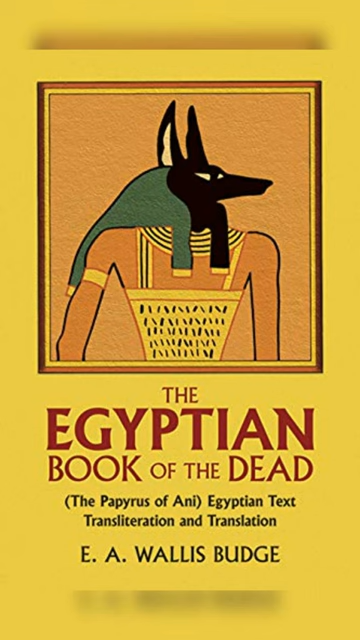 THE
EGYPTIAN
BOOK OF THE DEAD
(The Papyrus of Ani) Egyptian Text
Transliteration and Translation
E. A. WALLIS BUDGE